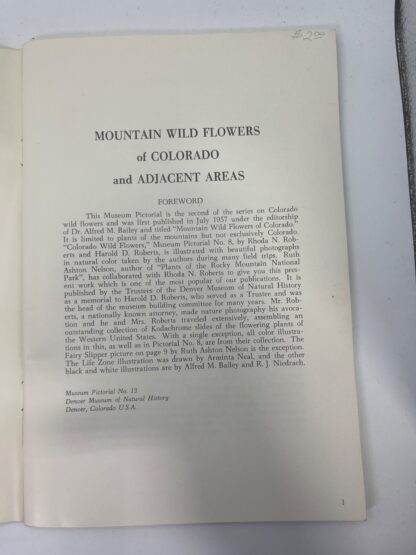 $2.00
MOUNTAIN WILD FLOWERS
of COLORADO
and ADJACENT AREAS
FOREWORD
This Museum Pictorial is the second of the series on Colorado
wild flowers and was first published in July 1957 under the editorship
of Dr. Alfred M. Bailey and titled "Mountain Wild Flowers of Colorado."
It is limited to plants of the mountains but not exclusively Colorado.
"Colorado Wild Flowers," Museum Pictorial No. 8, by Rhoda N. Rob-
erts and Harold D. Roberts, is illustrated with beautiful photographs
in natural color taken by the authors during many field trips. Ruth
Ashton Nelson, author of "Plants of the Rocky Mountain National
Park", has collaborated with Rhoda N. Roberts to give you this pres-
ent work which is one of the most popular of our publications. It is
published by the Trustees of the Denver Museum of Natural History
as a memorial to Harold D. Roberts, who served as a Trustee and was
the head of the museum building committee for many years. Mr. Rob-
erts, a nationally known attorney, made nature photography his avoca-
tion and he and Mrs. Roberts traveled extensively, assembling an
outstanding collection of Kodachrome slides of the flowering plants of
the Western United States. With a single exception, all color illustra-
tions in this, as well as in Pictorial No. 8, are from their collection. The
Fairy Slipper picture on page 9 by Ruth Ashton Nelson is the exception.
The Life Zone illustration was drawn by Arminta Neal, and the other
black and white illustrations are by Alfred M. Bailey and R. J. Niedrach.
Museum Pictorial No. 13
Denver Museum of Natural History
Denver, Colorado U.S.A.
1